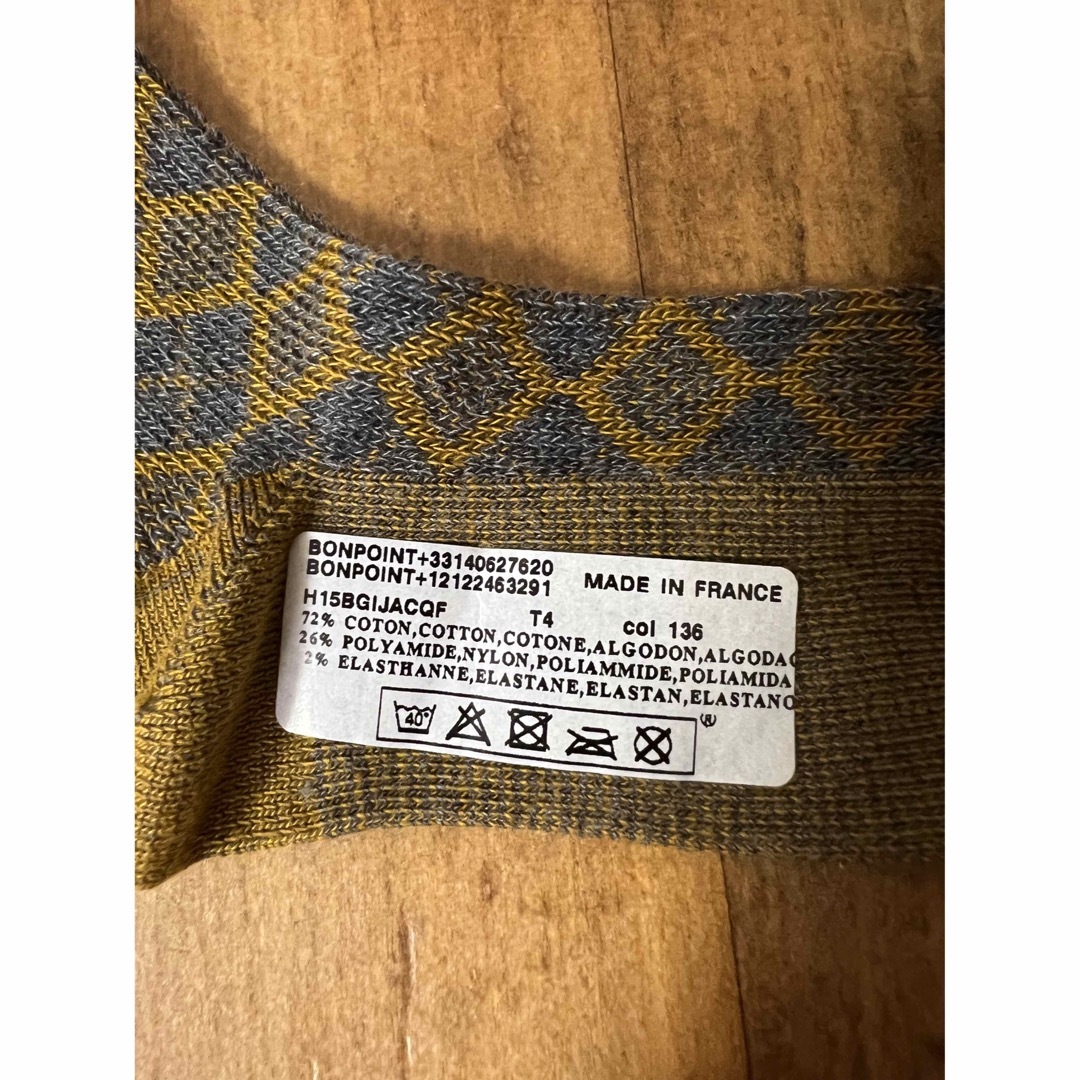 BONPOINT+33140627620
BONPOINT+12122463291 MADE IN FRANCE
H15BGIJACQF T4 col 136
72% COTON,COTTON,COTONE,ALGODON,ALGODAO
26% POLYAMIDE,NYLON,POLIAMMIDE,POLIAMIDA
2% ELASTHANNE,ELASTANE,ELASTAN,ELASTANO
40° ®